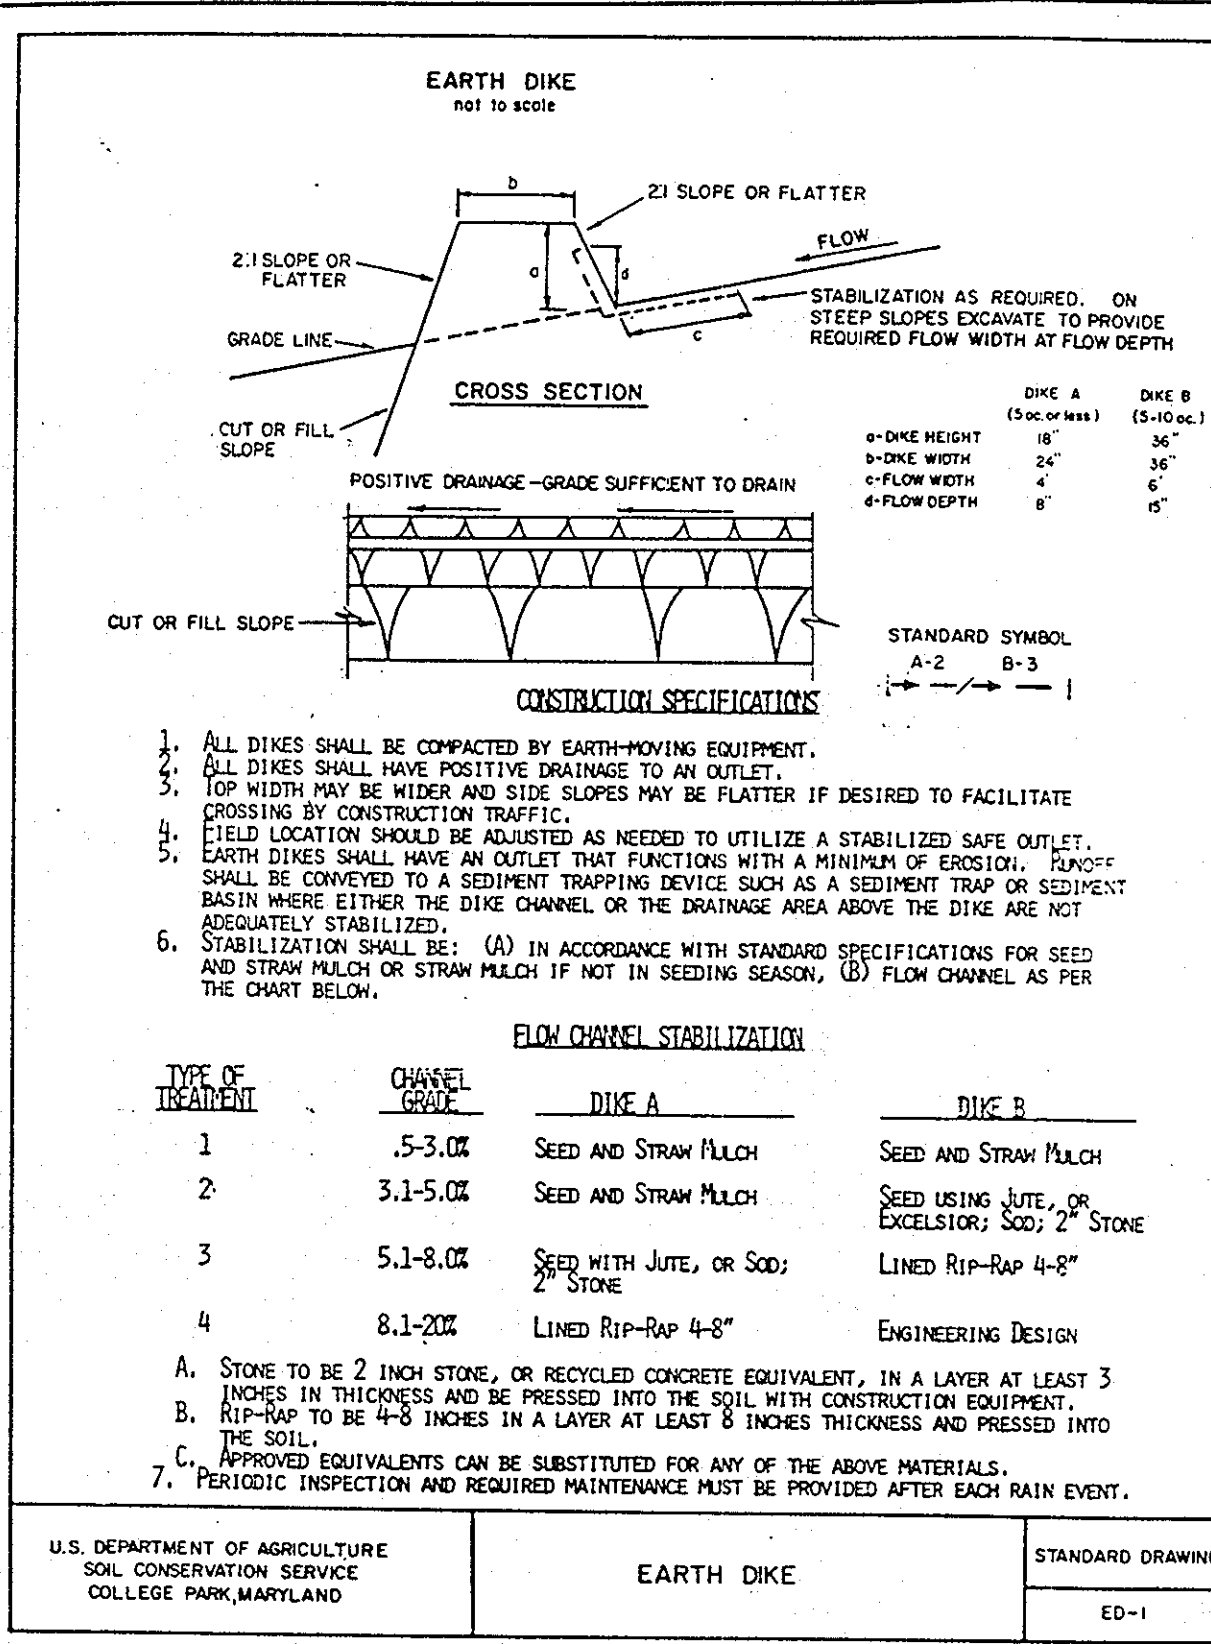 EARTH DIKE
not to scale
b
2:1 SLOPE OR FLATTER
FLOW
2:1 SLOPE OR
FLATTER
a
d
STABILIZATION AS REQUIRED. ON
STEEP SLOPES EXCAVATE TO PROVIDE
REQUIRED FLOW WIDTH AT FLOW DEPTH
GRADE LINE
c
CROSS SECTION
CUT OR FILL
SLOPE
DIKE A DIKE B
(5 ac. or less) (5-10 ac.)
a-DIKE HEIGHT 18" 36"
b-DIKE WIDTH 24" 36"
c-FLOW WIDTH 4' 6'
d-FLOW DEPTH 8" 15"
POSITIVE DRAINAGE-GRADE SUFFICIENT TO DRAIN
CUT OR FILL SLOPE
STANDARD SYMBOL
A-2 B-3
CONSTRUCTION SPECIFICATIONS
1. ALL DIKES SHALL BE COMPACTED BY EARTH-MOVING EQUIPMENT.
2. ALL DIKES SHALL HAVE POSITIVE DRAINAGE TO AN OUTLET.
3. TOP WIDTH MAY BE WIDER AND SIDE SLOPES MAY BE FLATTER IF DESIRED TO FACILITATE
CROSSING BY CONSTRUCTION TRAFFIC.
4. FIELD LOCATION SHOULD BE ADJUSTED AS NEEDED TO UTILIZE A STABILIZED SAFE OUTLET.
5. EARTH DIKES SHALL HAVE AN OUTLET THAT FUNCTIONS WITH A MINIMUM OF EROSION. RUNOFF
SHALL BE CONVEYED TO A SEDIMENT TRAPPING DEVICE SUCH AS A SEDIMENT TRAP OR SEDIMENT
BASIN WHERE EITHER THE DIKE CHANNEL OR THE DRAINAGE AREA ABOVE THE DIKE ARE NOT
ADEQUATELY STABILIZED.
6. STABILIZATION SHALL BE: (A) IN ACCORDANCE WITH STANDARD SPECIFICATIONS FOR SEED
AND STRAW MULCH OR STRAW MULCH IF NOT IN SEEDING SEASON, (B) FLOW CHANNEL AS PER
THE CHART BELOW.
FLOW CHANNEL STABILIZATION
TYPE OF CHANNEL
TREATMENT GRADE DIKE A DIKE B
1 .5-3.0% SEED AND STRAW MULCH SEED AND STRAW MULCH
2 3.1-5.0% SEED AND STRAW MULCH SEED USING JUTE, OR
EXCELSIOR; SOD; 2" STONE
3 5.1-8.0% SEED WITH JUTE, OR SOD; LINED RIP-RAP 4-8"
2" STONE
4 8.1-20% LINED RIP-RAP 4-8" ENGINEERING DESIGN
A. STONE TO BE 2 INCH STONE, OR RECYCLED CONCRETE EQUIVALENT, IN A LAYER AT LEAST 3
INCHES IN THICKNESS AND BE PRESSED INTO THE SOIL WITH CONSTRUCTION EQUIPMENT.
B. RIP-RAP TO BE 4-8 INCHES IN A LAYER AT LEAST 8 INCHES THICKNESS AND PRESSED INTO
THE SOIL.
C. APPROVED EQUIVALENTS CAN BE SUBSTITUTED FOR ANY OF THE ABOVE MATERIALS.
7. PERIODIC INSPECTION AND REQUIRED MAINTENANCE MUST BE PROVIDED AFTER EACH RAIN EVENT.
U.S. DEPARTMENT OF AGRICULTURE
SOIL CONSERVATION SERVICE
COLLEGE PARK, MARYLAND
EARTH DIKE
STANDARD DRAWIN
ED-1